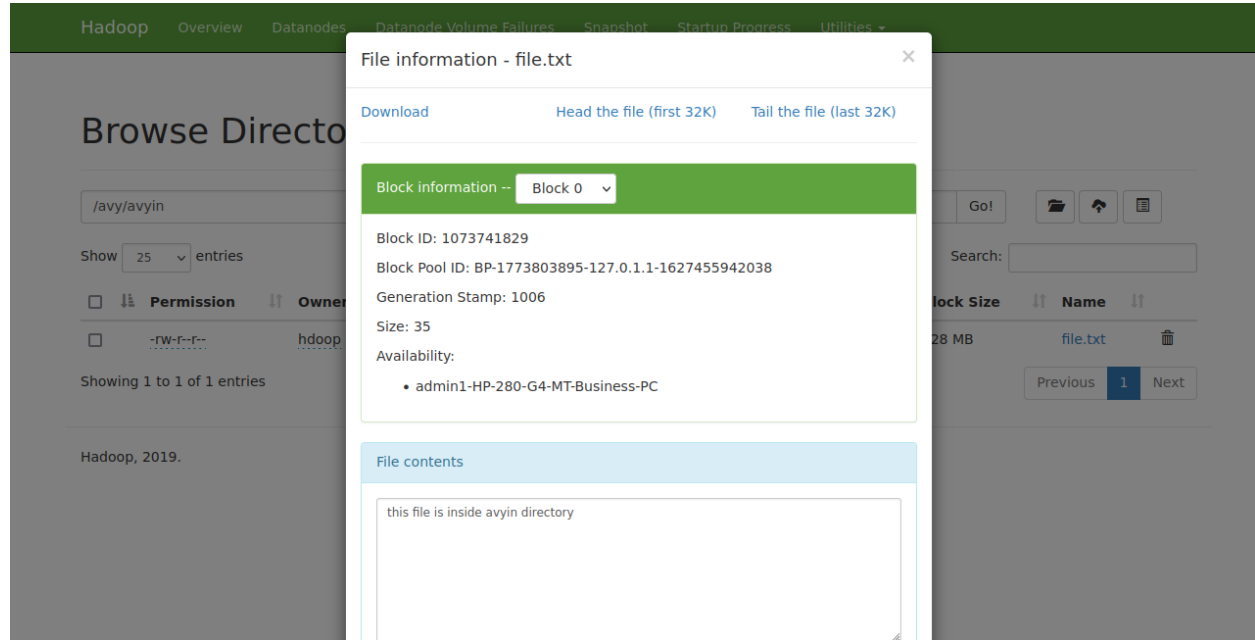 Hadoop Overview Datanodes Datanode Volume Failures Snapshot Startup Progress Utilities
File information - file.txt ×
Download Head the file (first 32K) Tail the file (last 32K)
Browse Directo
Block information -- Block 0
/avy/avyin Go!
Block ID: 1073741829
Show 25 entries Search:
Block Pool ID: BP-1773803895-127.0.1.1-1627455942038
Generation Stamp: 1006
Permission Owner lock Size Name
Size: 35
-rw-r--r-- hdoop 28 MB file.txt
Availability:
• admin1-HP-280-G4-MT-Business-PC
Showing 1 to 1 of 1 entries Previous 1 Next
Hadoop, 2019.
File contents
this file is inside avyin directory